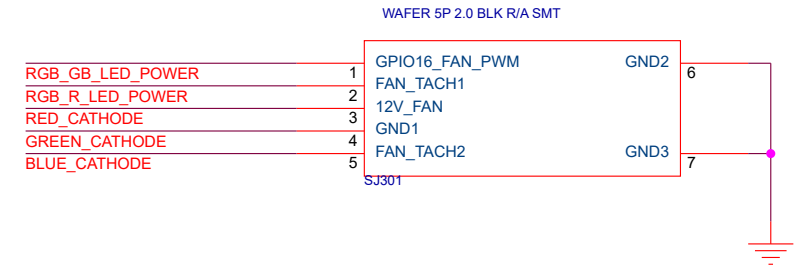 WAFER 5P 2.0 BLK R/A SMT
RGB_GB_LED_POWER 1 GPIO16_FAN_PWM GND2 6
RGB_R_LED_POWER 2 FAN_TACH1
RED_CATHODE 3 12V_FAN
GREEN_CATHODE 4 GND1
BLUE_CATHODE 5 FAN_TACH2 GND3 7
SJ301